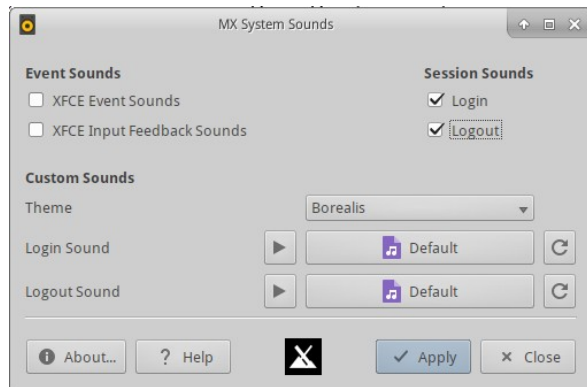 MX System Sounds
Event Sounds
Session Sounds
XFCE Event Sounds
Login
XFCE Input Feedback Sounds
Logout
Custom Sounds
Theme
Borealis
Login Sound
Default
Logout Sound
Default
About...
? Help
Apply
Close